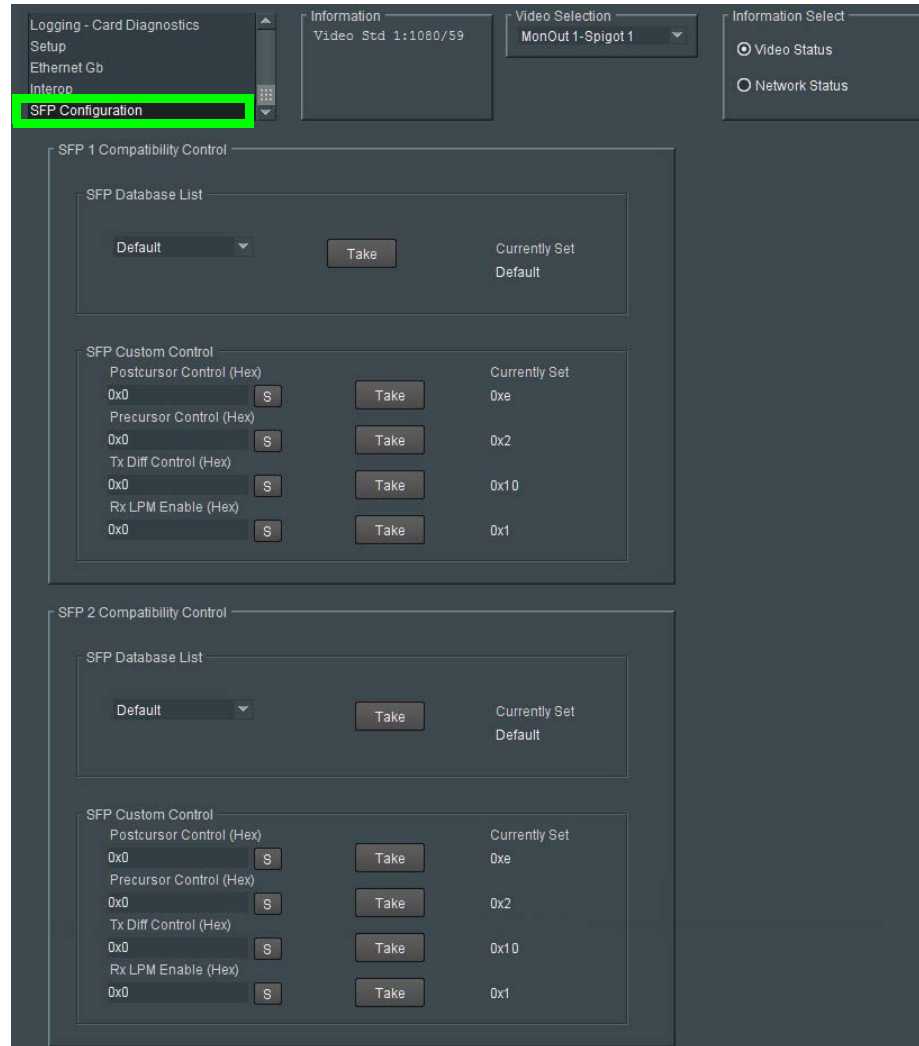 Logging - Card Diagnostics
Setup
Ethernet Gb
Interop
SFP Configuration
Information
Video Std 1:1080/59
Video Selection
MonOut 1-Spigot 1
Information Select
Video Status
Network Status
SFP 1 Compatibility Control
SFP Database List
Default
Take
Currently Set
Default
SFP Custom Control
Postcursor Control (Hex)
Currently Set
0x0 S Take 0xe
Precursor Control (Hex)
0x0 S Take 0x2
Tx Diff Control (Hex)
0x0 S Take 0x10
Rx LPM Enable (Hex)
0x0 S Take 0x1
SFP 2 Compatibility Control
SFP Database List
Default
Take
Currently Set
Default
SFP Custom Control
Postcursor Control (Hex)
Currently Set
0x0 S Take 0xe
Precursor Control (Hex)
0x0 S Take 0x2
Tx Diff Control (Hex)
0x0 S Take 0x10
Rx LPM Enable (Hex)
0x0 S Take 0x1